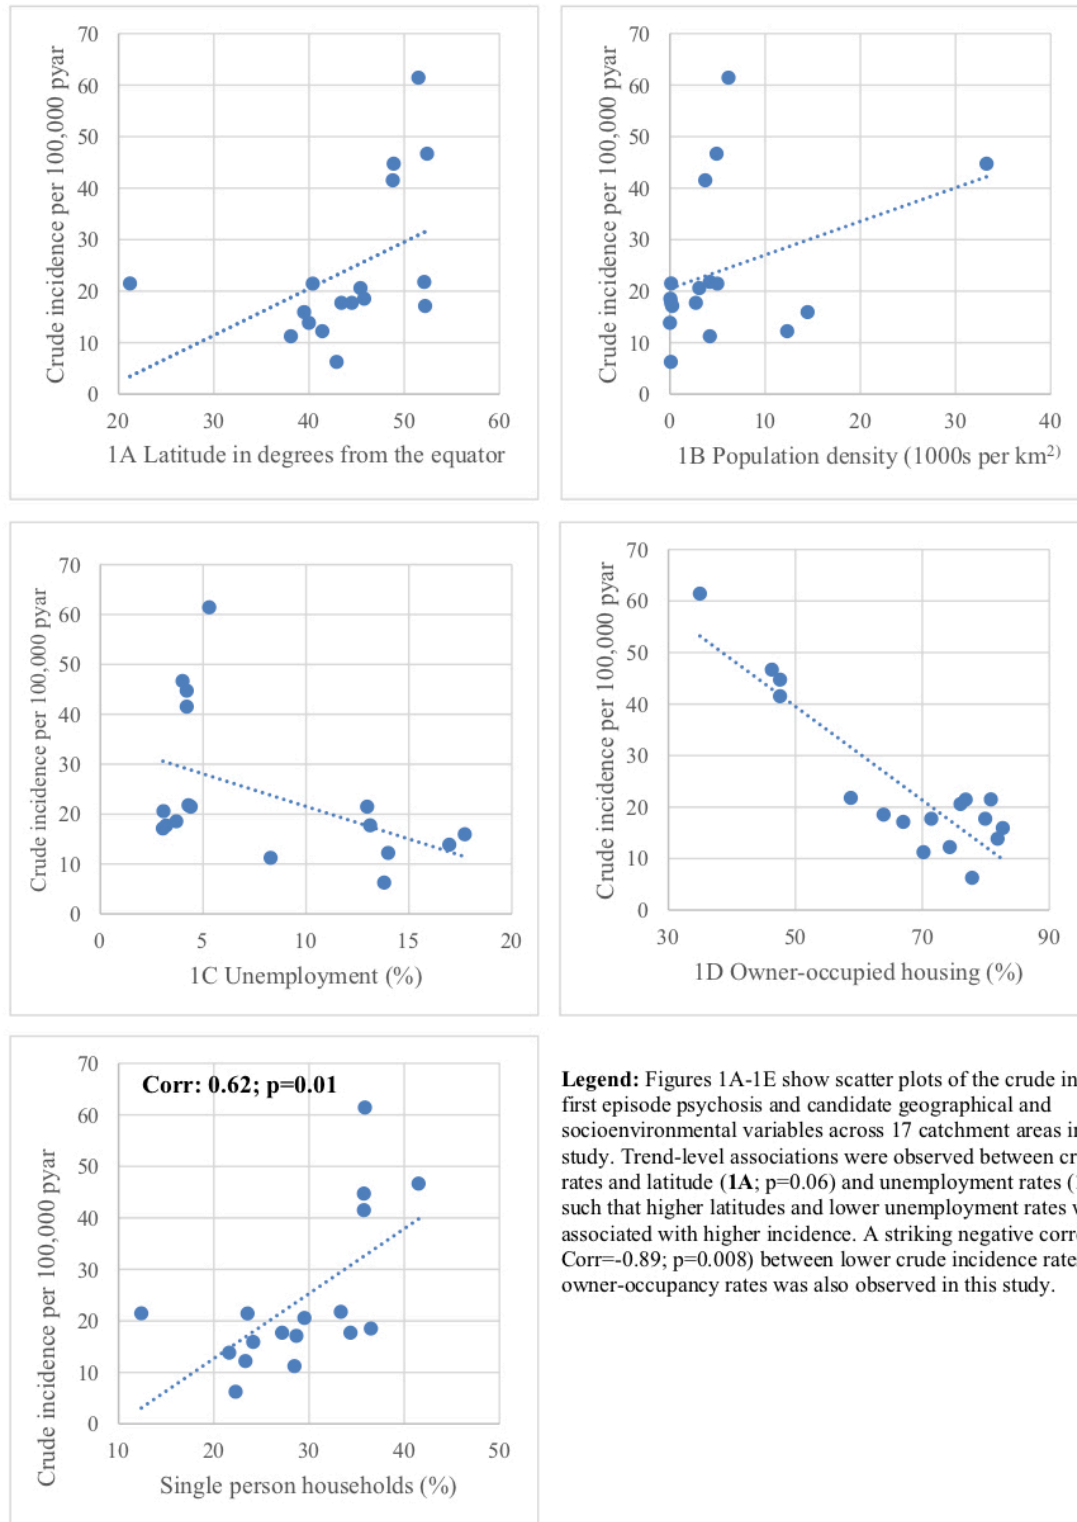 70
60
50
40
30
20
10
0
Crude incidence per 100,000 pyar
20 30 40 50 60
1A Latitude in degrees from the equator
70
60
50
40
30
20
10
0
Crude incidence per 100,000 pyar
0 10 20 30 40
1B Population density (1000s per km²)
70
60
50
40
30
20
10
0
Crude incidence per 100,000 pyar
0 5 10 15 20
1C Unemployment (%)
70
60
50
40
30
20
10
0
Crude incidence per 100,000 pyar
30 50 70 90
1D Owner-occupied housing (%)
Corr: 0.62; p=0.01
70
60
50
40
30
20
10
0
Crude incidence per 100,000 pyar
10 20 30 40 50
Single person households (%)
Legend: Figures 1A-1E show scatter plots of the crude in
first episode psychosis and candidate geographical and
socioenvironmental variables across 17 catchment areas in
study. Trend-level associations were observed between cr
rates and latitude (1A; p=0.06) and unemployment rates (
such that higher latitudes and lower unemployment rates
associated with higher incidence. A striking negative corr
Corr=-0.89; p=0.008) between lower crude incidence rate
owner-occupancy rates was also observed in this study.